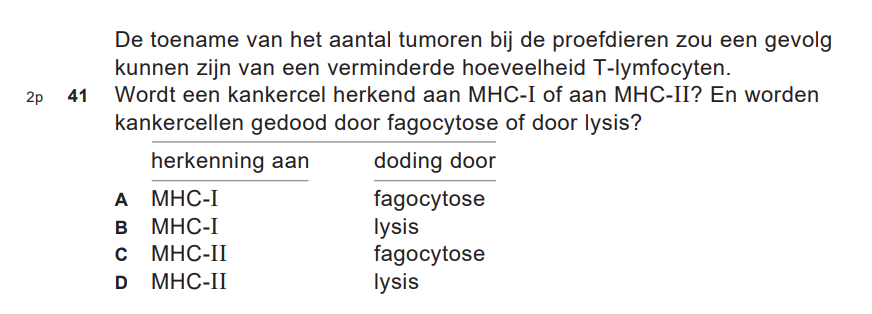 De toename van het aantal tumoren bij de proefdieren zou een gevolg
kunnen zijn van een verminderde hoeveelheid T-lymfocyten.
2p 41 Wordt een kankercel herkend aan MHC-I of aan MHC-II? En worden
kankercellen gedood door fagocytose of door lysis?
herkenning aan doding door
A MHC-I fagocytose
B MHC-I lysis
C MHC-II fagocytose
D MHC-II lysis